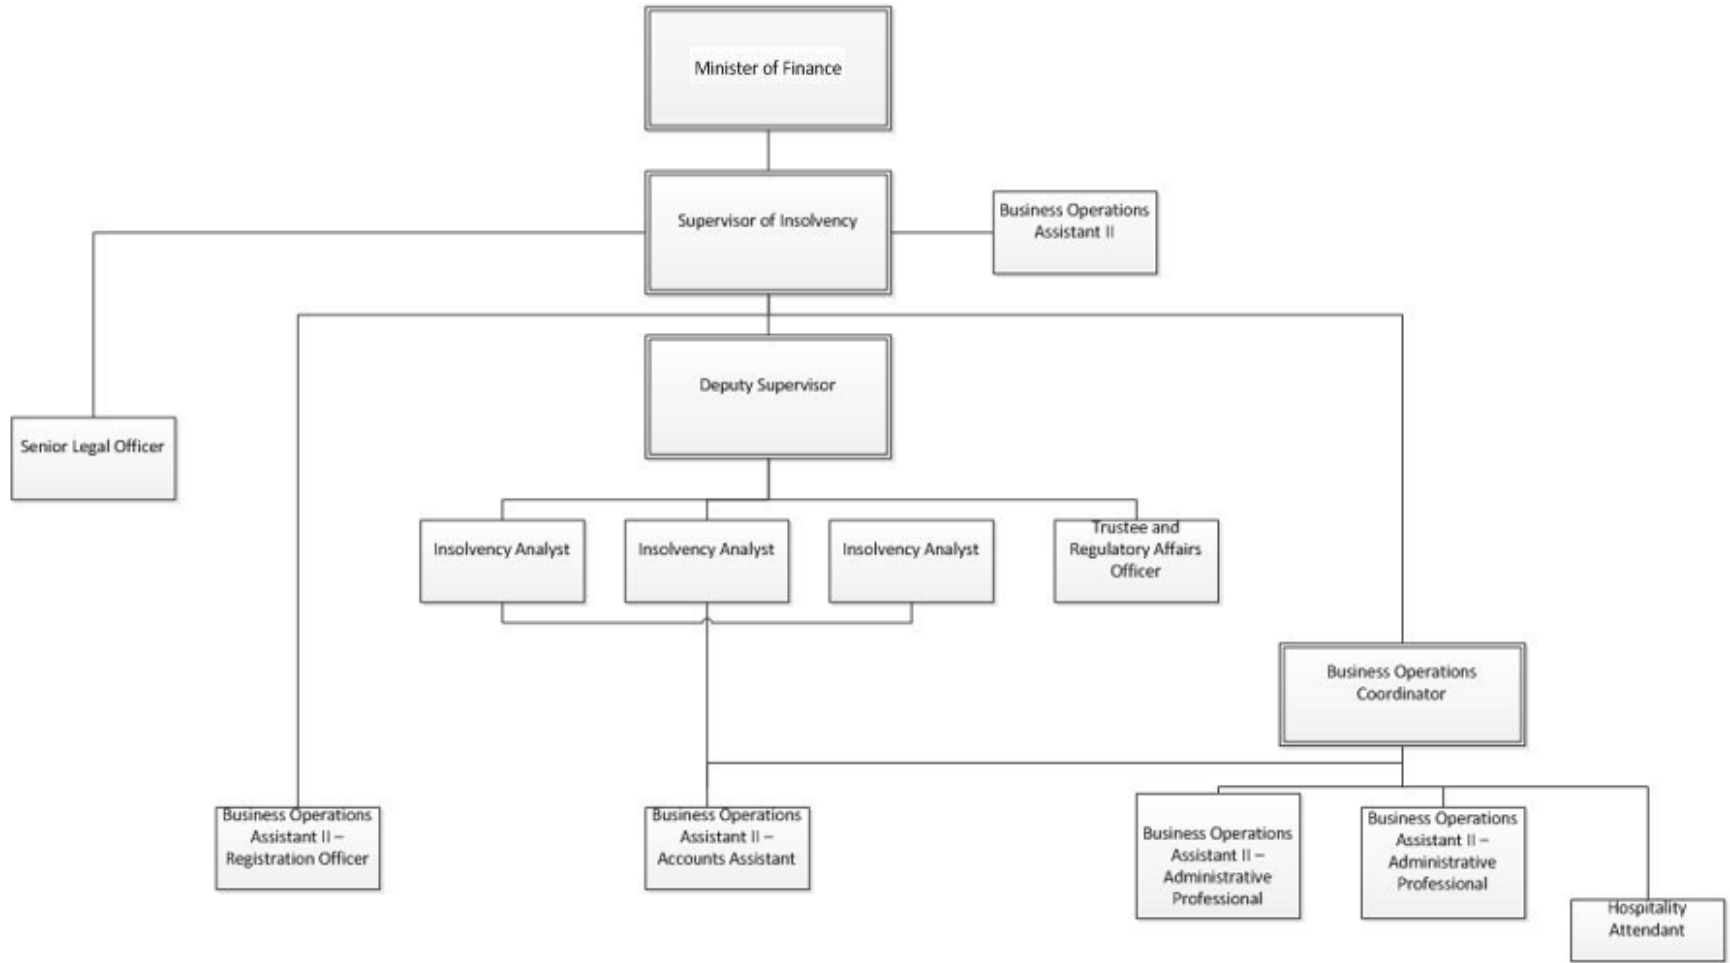 Minister of Finance
Supervisor of Insolvency
Business Operations
Assistant II
Deputy Supervisor
Senior Legal Officer
Insolvency Analyst
Insolvency Analyst
Insolvency Analyst
Trustee and
Regulatory Affairs
Officer
Business Operations
Coordinator
Business Operations
Assistant II –
Registration Officer
Business Operations
Assistant II –
Accounts Assistant
Business Operations
Assistant II –
Administrative
Professional
Business Operations
Assistant II –
Administrative
Professional
Hospitality
Attendant